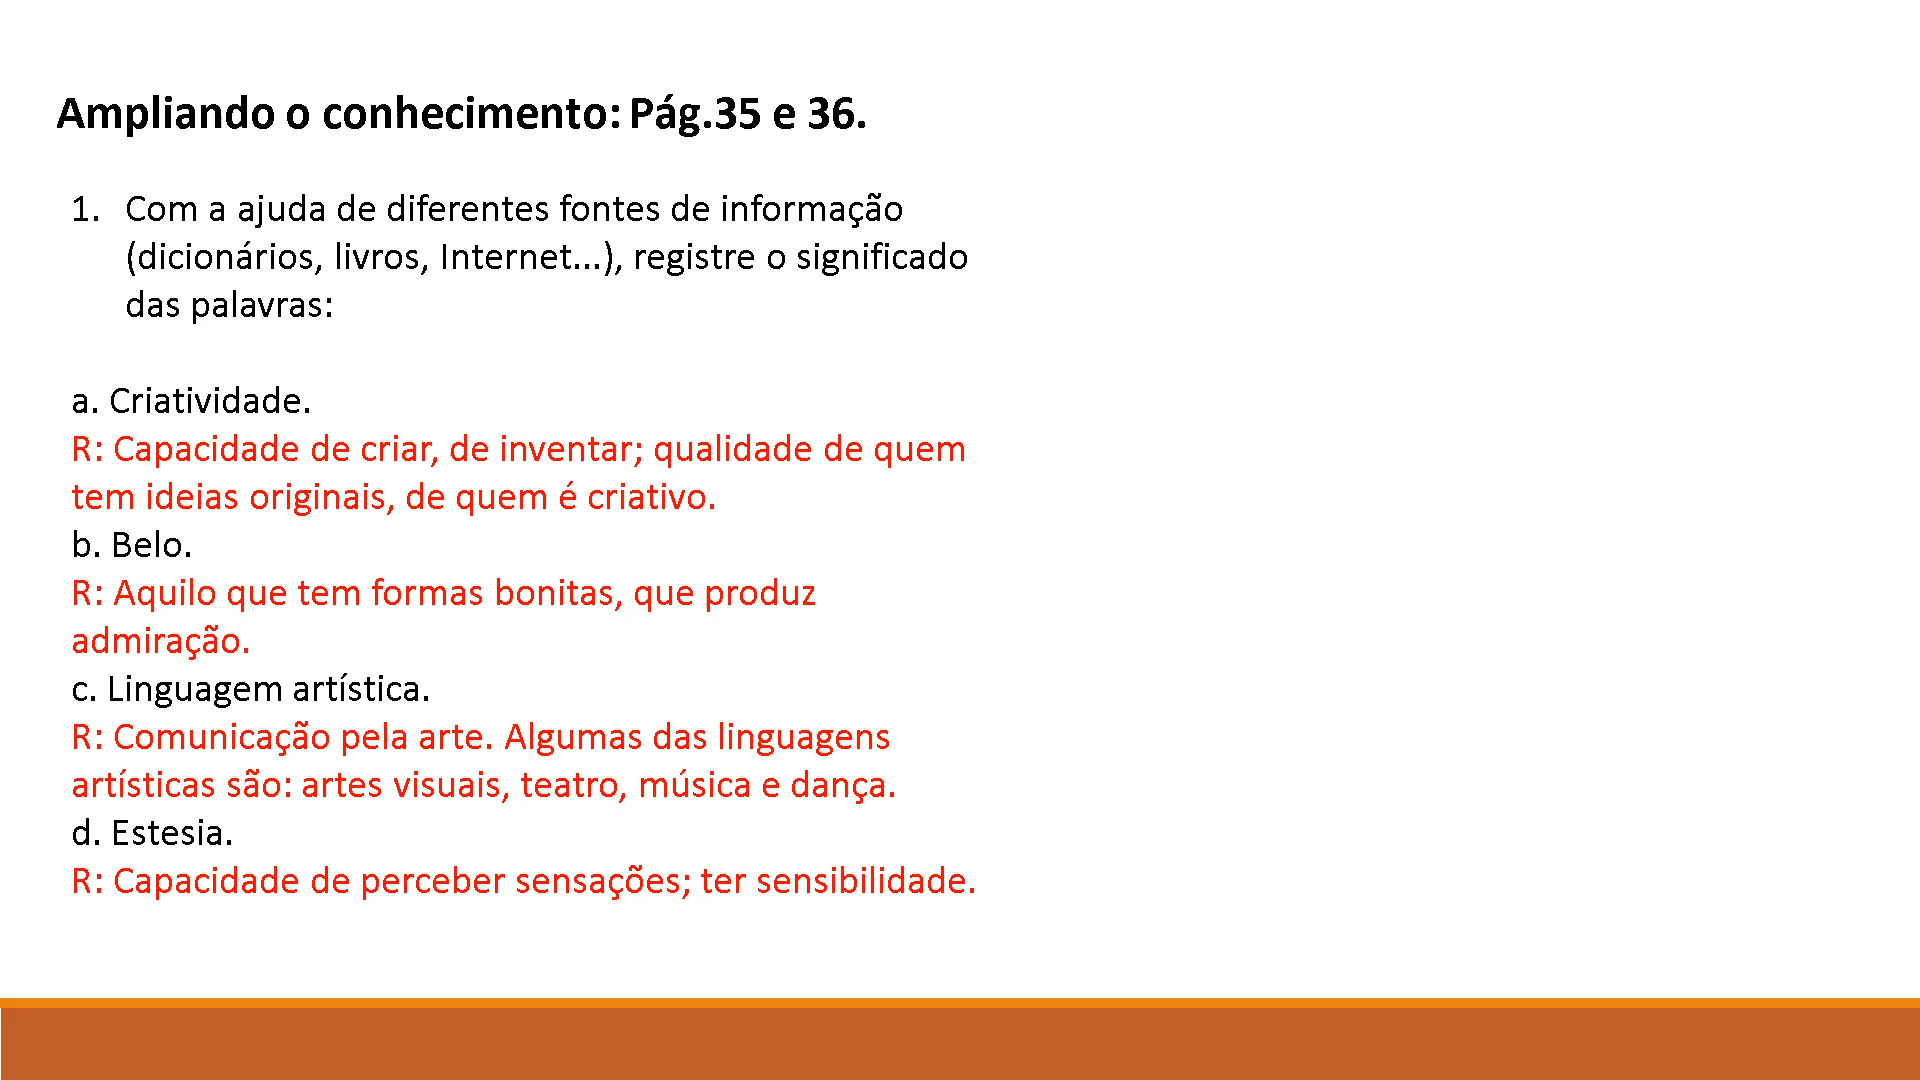 Ampliando o conhecimento: Pág.35 e 36.
1. Com a ajuda de diferentes fontes de informação
(dicionários, livros, Internet...), registre o significado
das palavras:
a. Criatividade.
R: Capacidade de criar, de inventar; qualidade de quem
tem ideias originais, de quem é criativo.
b. Belo.
R: Aquilo que tem formas bonitas, que produz
admiração.
c. Linguagem artística.
R: Comunicação pela arte. Algumas das linguagens
artísticas são: artes visuais, teatro, música e dança.
d. Estesia.
R: Capacidade de perceber sensações; ter sensibilidade.